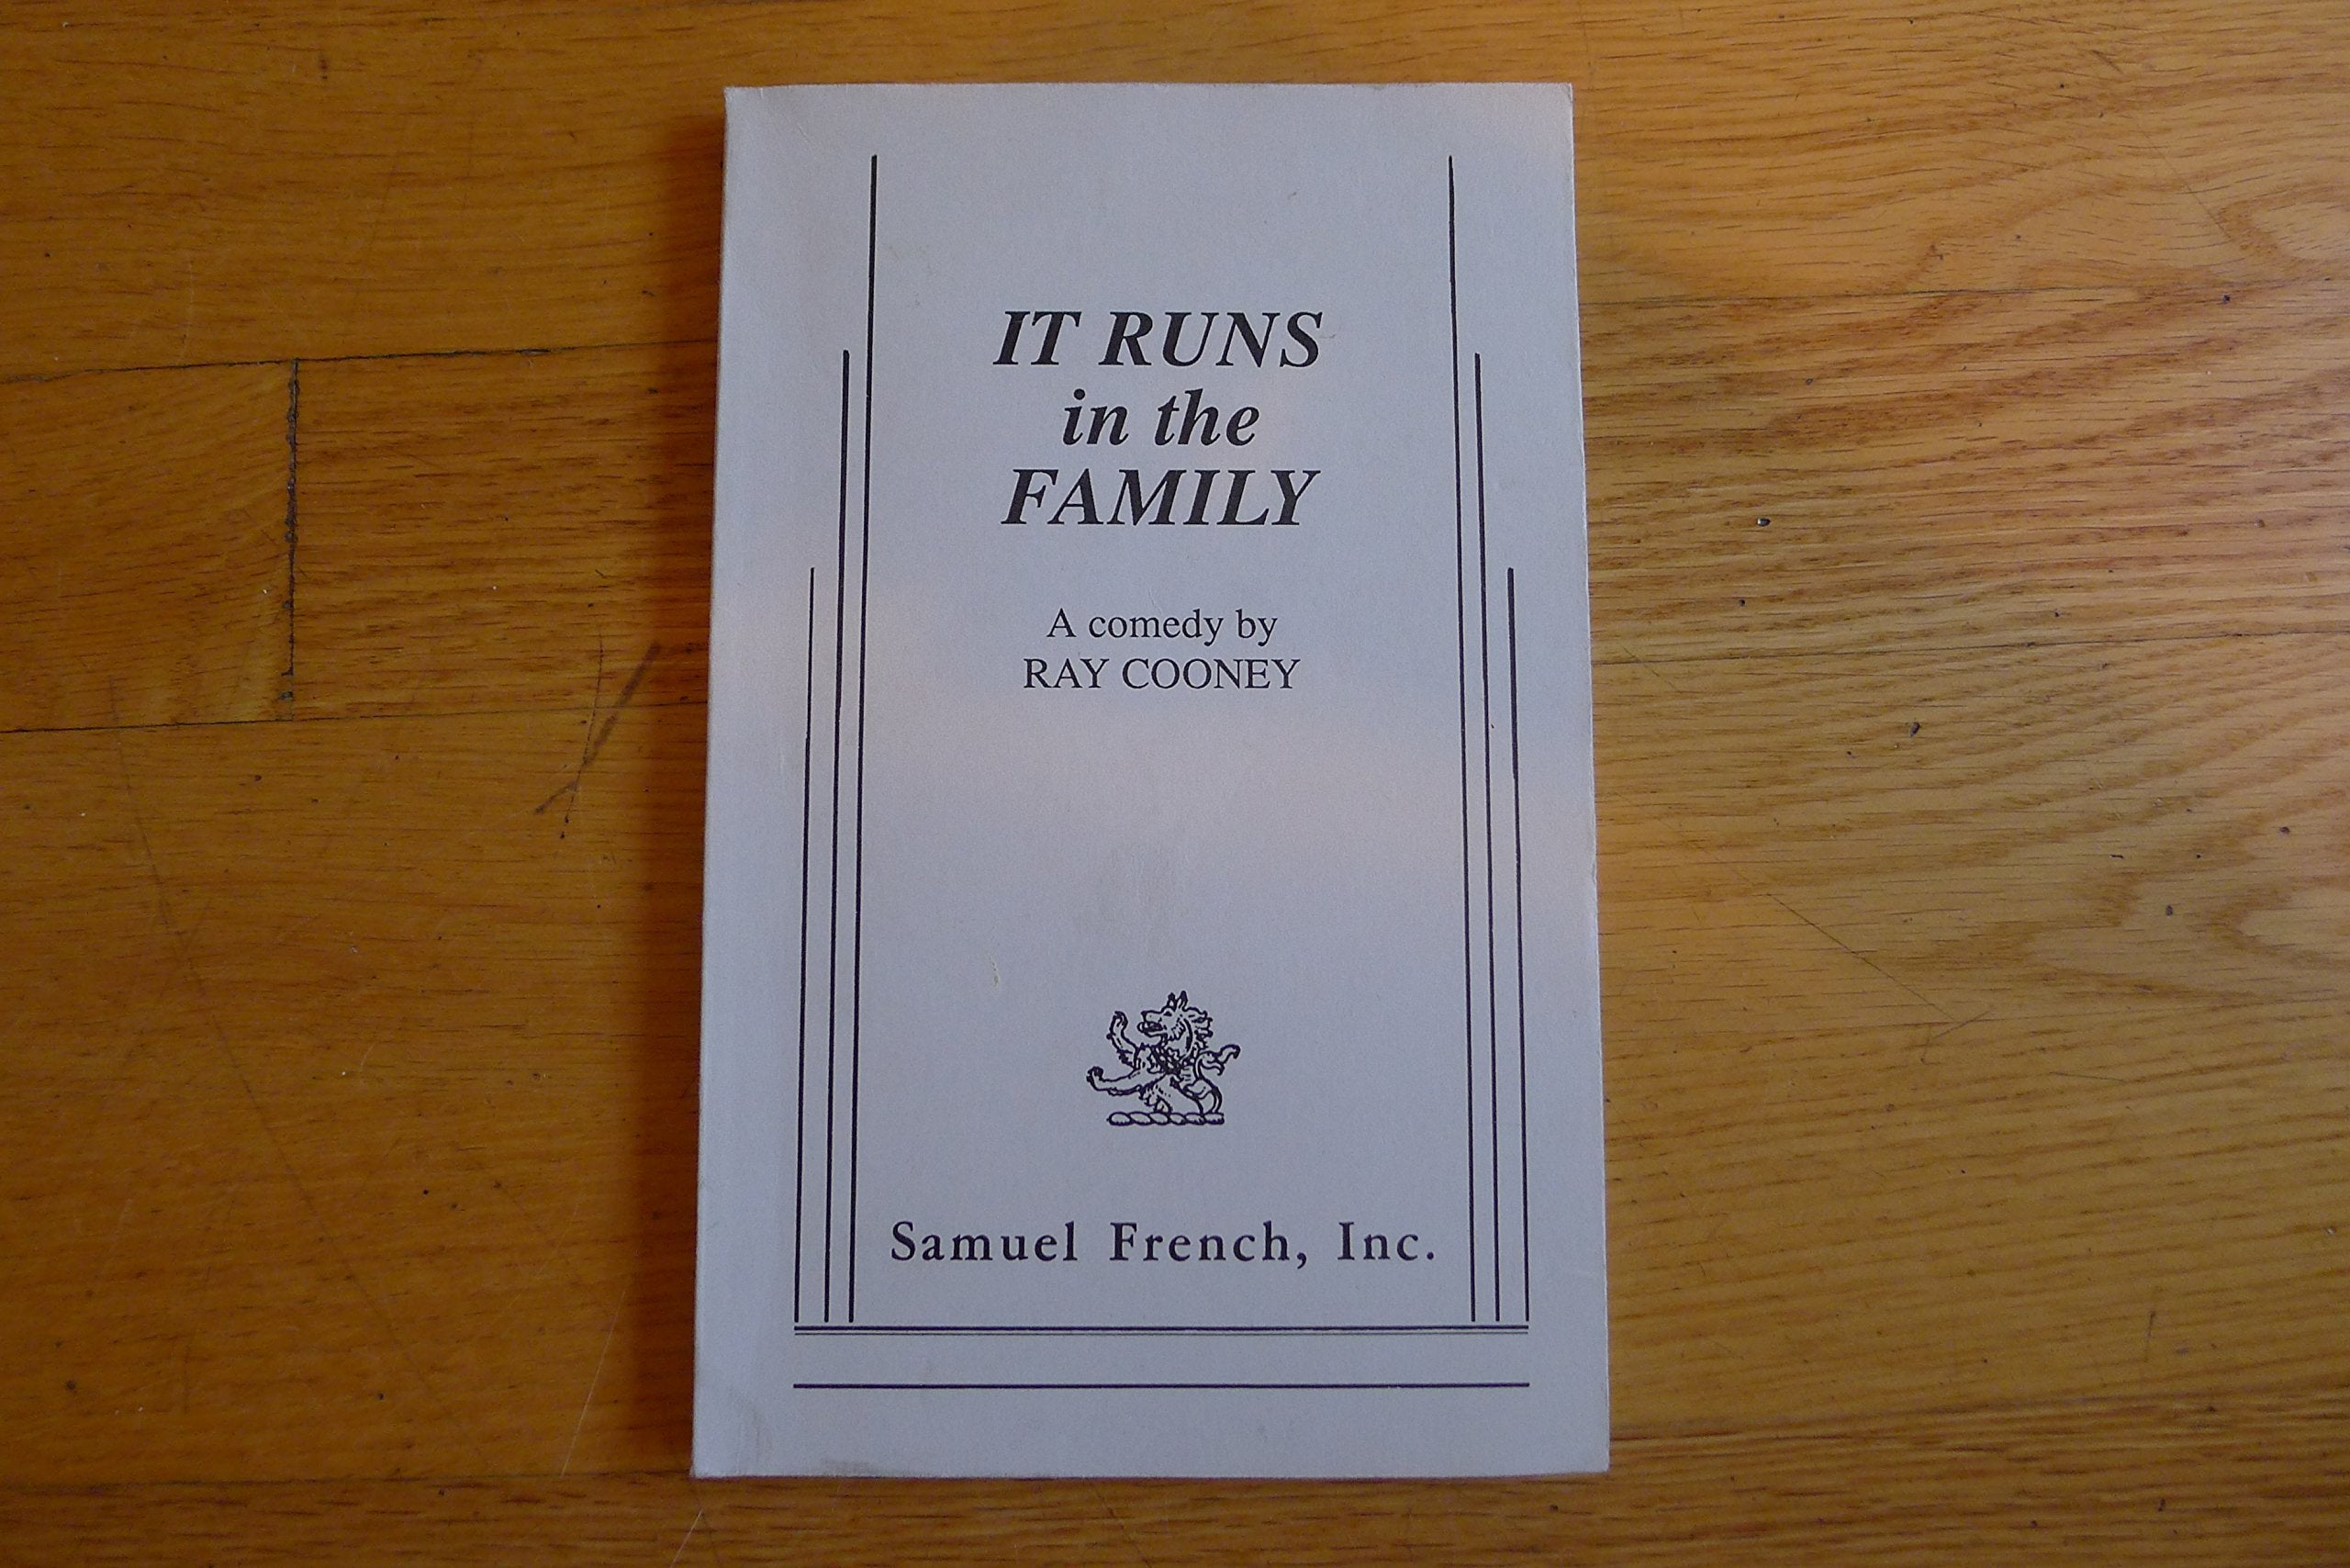 IT RUNS
in the
FAMILY
A comedy by
RAY COONEY
Samuel French, Inc.